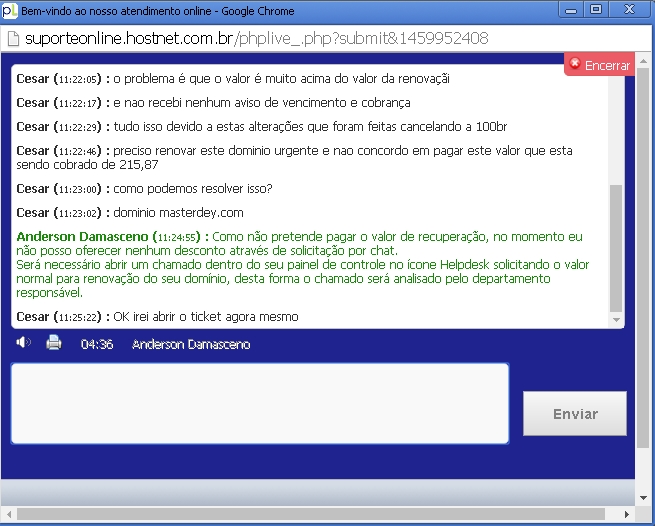 Bem-vindo ao nosso atendimento online - Google Chrome
suporteonline.hostnet.com.br/phplive_.php?submit&1459952408
Encerrar
Cesar (11:22:05) : o problema é que o valor é muito acima do valor da renovaçãi
Cesar (11:22:17) : e nao recebi nenhum aviso de vencimento e cobrança
Cesar (11:22:29) : tudo isso devido a estas alterações que foram feitas cancelando a 100br
Cesar (11:22:46) : preciso renovar este dominio urgente e nao concordo em pagar este valor que esta
sendo cobrado de 215,87
Cesar (11:23:00) : como podemos resolver isso?
Cesar (11:23:02) : dominio masterdey.com
Anderson Damasceno (11:24:55) : Como não pretende pagar o valor de recuperação, no momento eu
não posso oferecer nenhum desconto através de solicitação por chat.
Será necessário abrir um chamado dentro do seu painel de controle no ícone Helpdesk solicitando o valor
normal para renovação do seu domínio, desta forma o chamado será analisado pelo departamento
responsável.
Cesar (11:25:22) : OK irei abrir o ticket agora mesmo
04:36 Anderson Damasceno
Enviar